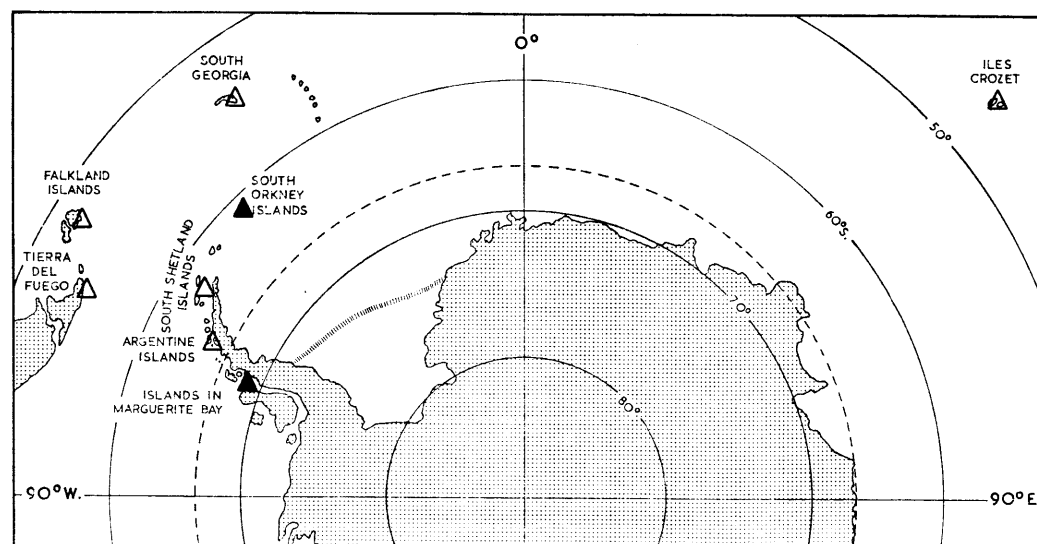 0°
SOUTH
GEORGIA
ILES
CROZET
50°
FALKLAND
ISLANDS
SOUTH
ORKNEY
ISLANDS
60°S.
TIERRA
DEL
FUEGO
SOUTH SHETLAND
ISLANDS
70°
ARGENTINE
ISLANDS
ISLANDS IN
MARGUERITE BAY
80°
90°W.
90°E